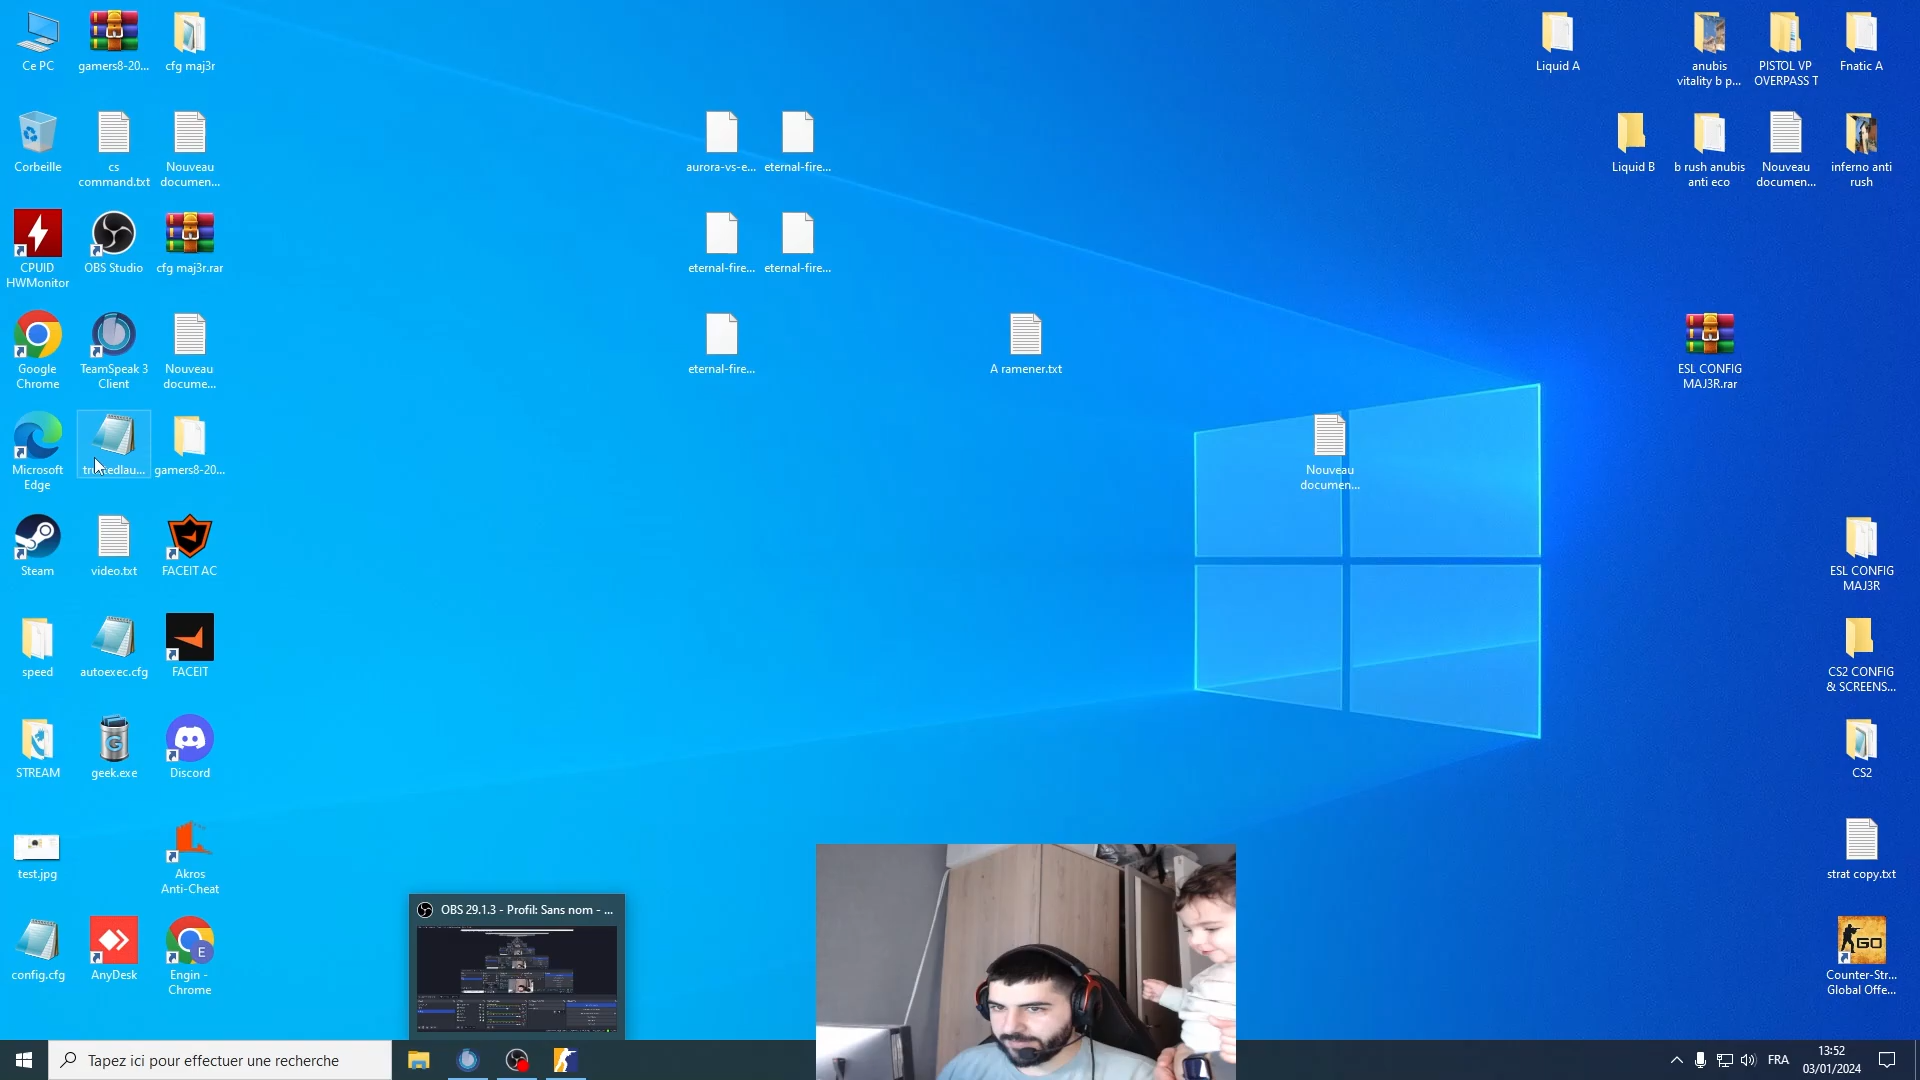 Ce PC
gamers8-20...
cfg maj3r
Liquid A
anubis
vitality b p...
PISTOL VP
OVERPASS T
Fnatic A
Corbeille
cs
command.txt
Nouveau
documen...
aurora-vs-e...
eternal-fire...
Liquid B
b rush anubis
anti eco
Nouveau
documen...
inferno anti
rush
CPUID
HWMonitor
OBS Studio
cfg maj3r.rar
eternal-fire...
eternal-fire...
Google
Chrome
TeamSpeak 3
Client
Nouveau
docume...
eternal-fire...
A ramener.txt
ESL CONFIG
MAJ3R.rar
Microsoft
Edge
gamers8-20...
Nouveau
documen...
Steam
video.txt
FACEIT AC
ESL CONFIG
MAJ3R
speed
autoexec.cfg
FACEIT
CS2 CONFIG
& SCREENS...
STREAM
geek.exe
Discord
CS2
test.jpg
Akros
Anti-Cheat
strat copy.txt
OBS 29.1.3 - Profil: Sans nom - ...
config.cfg
AnyDesk
E
Engin -
Chrome
GO
Counter-Str...
Global Offe...
Tapez ici pour effectuer une recherche
FRA
13:52
03/01/2024